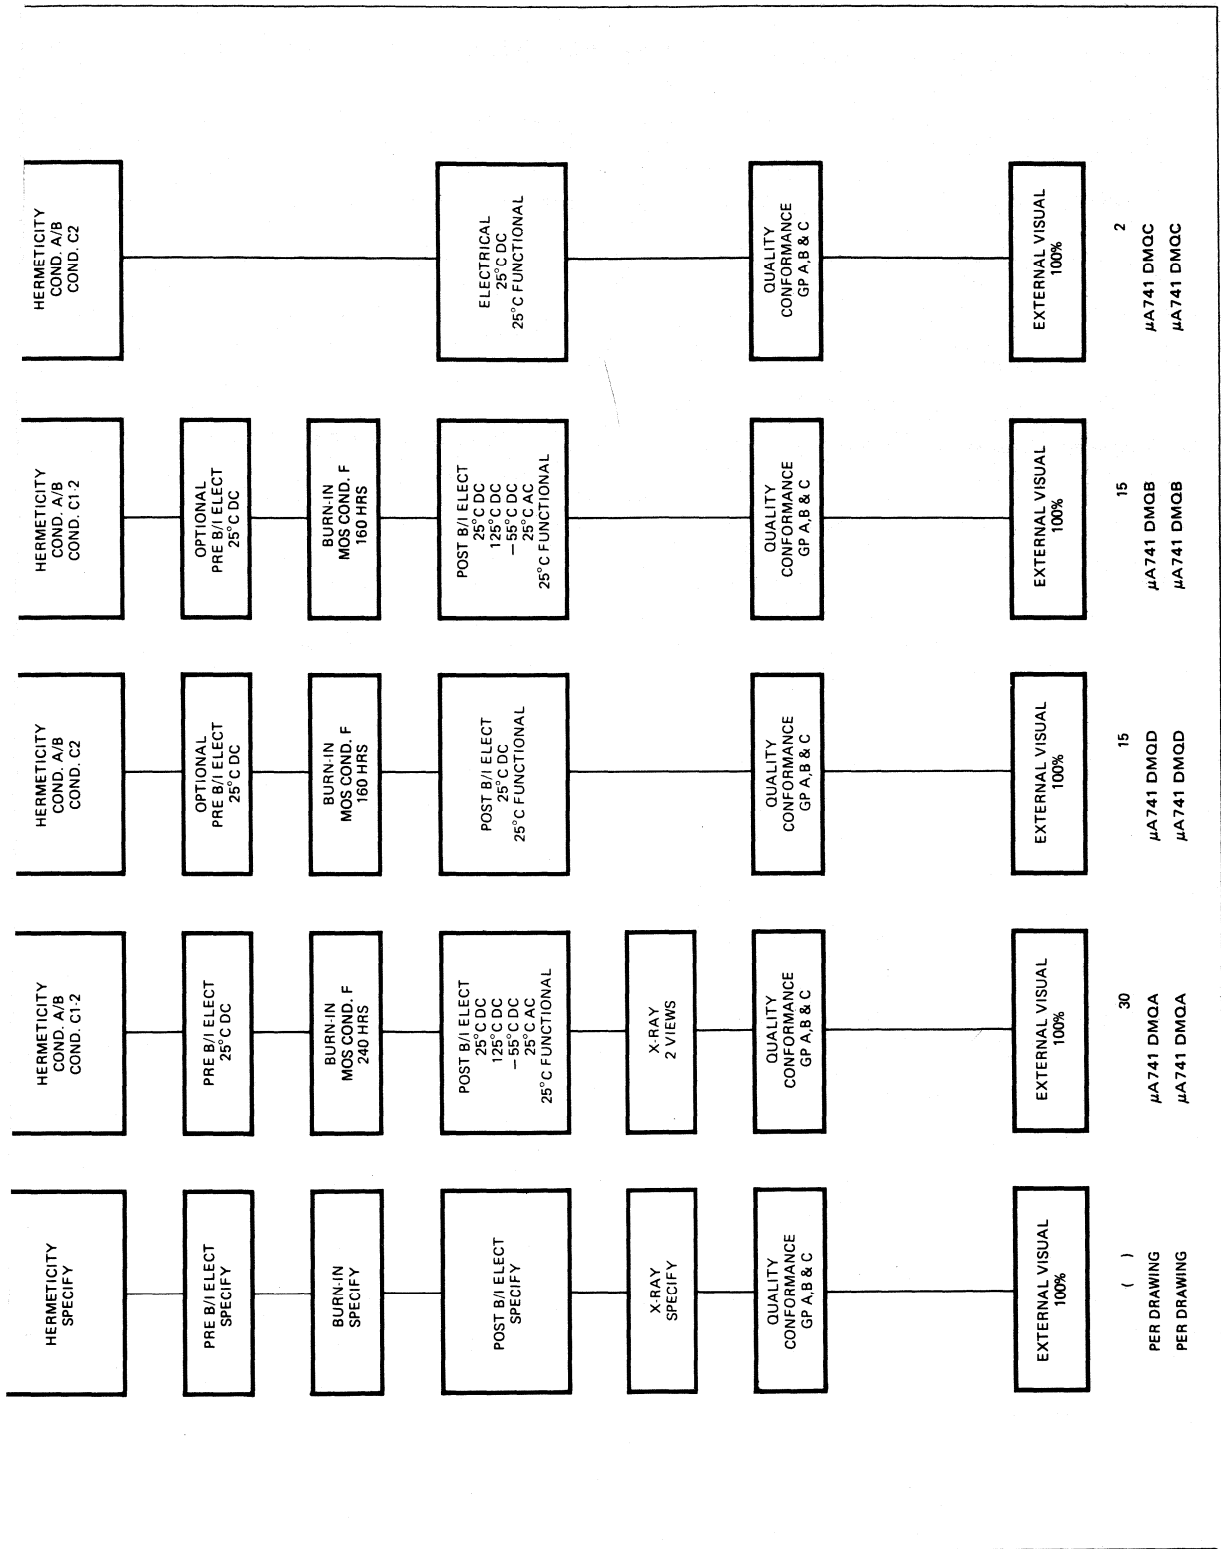 HERMETICITY
SPECIFY
PRE B/I ELECT
SPECIFY
BURN-IN
SPECIFY
POST B/I ELECT
SPECIFY
X-RAY
SPECIFY
QUALITY
CONFORMANCE
GP A,B & C
EXTERNAL VISUAL
100%
( )
PER DRAWING
PER DRAWING
HERMETICITY
COND. A/B
COND. C1-2
PRE B/I ELECT
25°C DC
BURN-IN
MOS COND. F
240 HRS
POST B/I ELECT
25°C DC
125°C DC
−55°C DC
25°C AC
25°C FUNCTIONAL
X-RAY
2 VIEWS
QUALITY
CONFORMANCE
GP A,B & C
EXTERNAL VISUAL
100%
30
μA741 DMQA
μA741 DMQA
HERMETICITY
COND. A/B
COND. C2
OPTIONAL
PRE B/I ELECT
25°C DC
BURN-IN
MOS COND. F
160 HRS
POST B/I ELECT
25°C DC
25°C FUNCTIONAL
QUALITY
CONFORMANCE
GP A,B & C
EXTERNAL VISUAL
100%
15
μA741 DMQD
μA741 DMQD
HERMETICITY
COND. A/B
COND. C1-2
OPTIONAL
PRE B/I ELECT
25°C DC
BURN-IN
MOS COND. F
160 HRS
POST B/I ELECT
25°C DC
125°C DC
−55°C DC
25°C AC
25°C FUNCTIONAL
QUALITY
CONFORMANCE
GP A,B & C
EXTERNAL VISUAL
100%
15
μA741 DMQB
μA741 DMQB
HERMETICITY
COND. A/B
COND. C2
ELECTRICAL
25°C DC
25°C FUNCTIONAL
QUALITY
CONFORMANCE
GP A,B & C
EXTERNAL VISUAL
100%
2
μA741 DMQC
μA741 DMQC